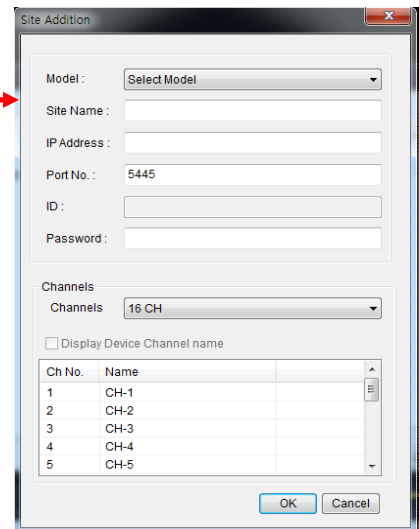 Site Addition
Model : Select Model
Site Name :
IP Address :
Port No. : 5445
ID :
Password :
Channels
Channels 16 CH
Display Device Channel name
Ch No. Name
1 CH-1
2 CH-2
3 CH-3
4 CH-4
5 CH-5
OK Cancel